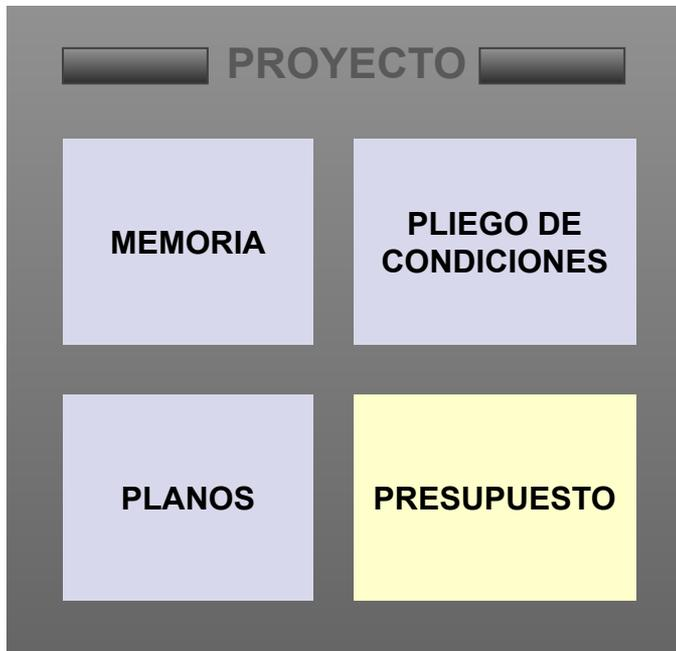 PROYECTO
MEMORIA
PLIEGO DE
CONDICIONES
PLANOS
PRESUPUESTO